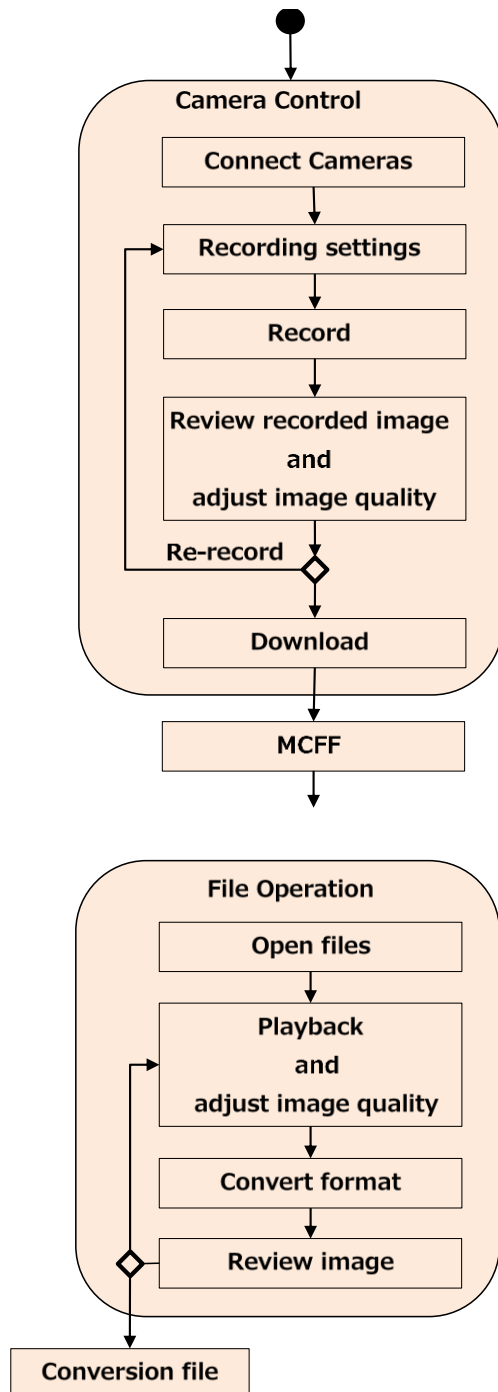 Camera Control
Connect Cameras
Recording settings
Record
Review recorded image
and
adjust image quality
Re-record
Download
MCFF
File Operation
Open files
Playback
and
adjust image quality
Convert format
Review image
Conversion file